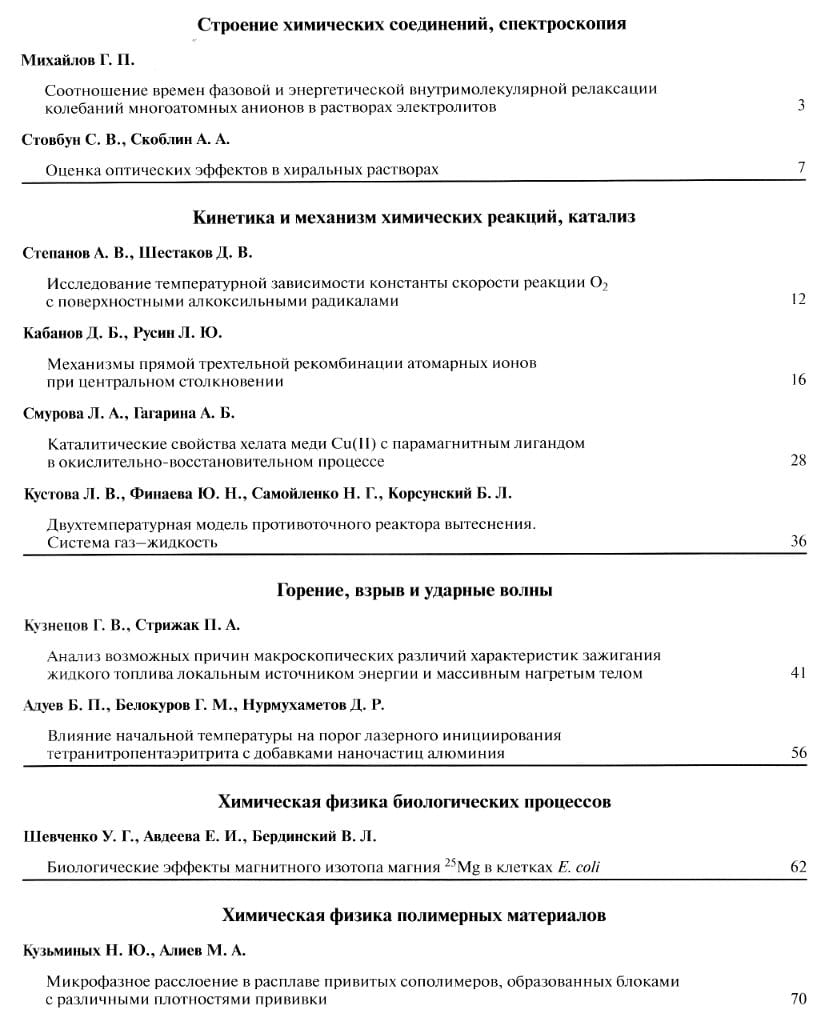 Строение химических соединений, спектроскопия
Михайлов Г. П.
Соотношение времен фазовой и энергетической внутримолекулярной релаксации
колебаний многоатомных анионов в растворах электролитов 3
Стовбун С. В., Скоблин А. А.
Оценка оптических эффектов в хиральных растворах 7
Кинетика и механизм химических реакций, катализ
Степанов А. В., Шестаков Д. В.
Исследование температурной зависимости константы скорости реакции O₂
с поверхностными алкоксильными радикалами 12
Кабанов Д. Б., Русин Л. Ю.
Механизмы прямой трехтельной рекомбинации атомарных ионов
при центральном столкновении 16
Смурова Л. А., Гагарина А. Б.
Каталитические свойства хелата меди Cu(II) с парамагнитным лигандом
в окислительно-восстановительном процессе 28
Кустова Л. В., Финаева Ю. Н., Самойленко Н. Г., Корсунский Б. Л.
Двухтемпературная модель противоточного реактора вытеснения.
Система газ–жидкость 36
Горение, взрыв и ударные волны
Кузнецов Г. В., Стрижак П. А.
Анализ возможных причин макроскопических различий характеристик зажигания
жидкого топлива локальным источником энергии и массивным нагретым телом 41
Адуев Б. П., Белокуров Г. М., Нурмухаметов Д. Р.
Влияние начальной температуры на порог лазерного инициирования
тетранитропентаэритрита с добавками наночастиц алюминия 56
Химическая физика биологических процессов
Шевченко У. Г., Авдеева Е. И., Бердинский В. Л.
Биологические эффекты магнитного изотопа магния ²⁵Mg в клетках E. coli 62
Химическая физика полимерных материалов
Кузьминых Н. Ю., Алиев М. А.
Микрофазное расслоение в расплаве привитых сополимеров, образованных блоками
с различными плотностями прививки 70